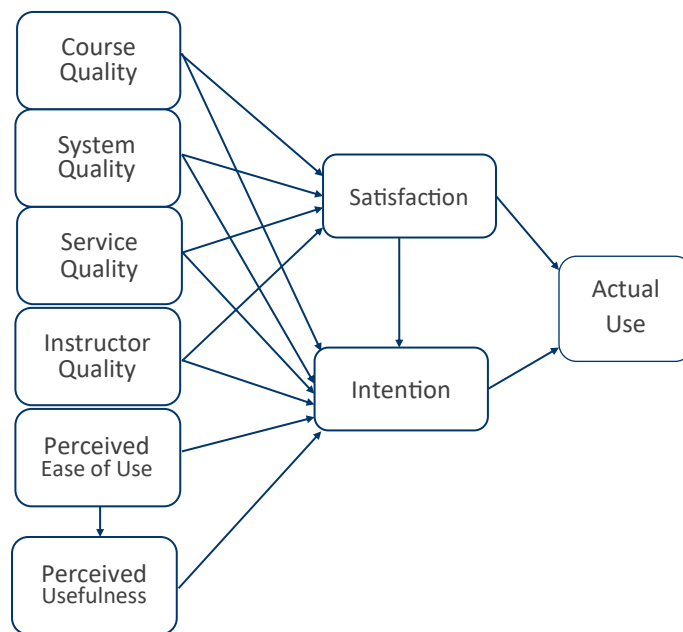 Course
Quality
System
Quality
Service
Quality
Instructor
Quality
Perceived
Ease of Use
Perceived
Usefulness
Satisfaction
Intention
Actual
Use